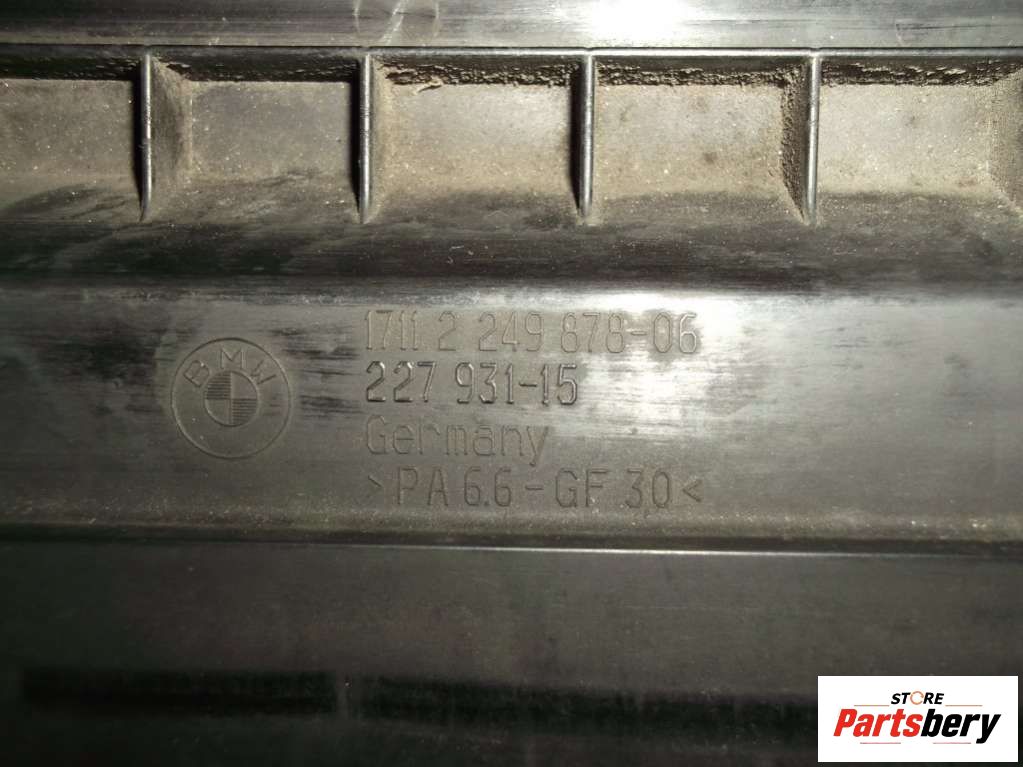 1711 2 249 878-06
227 931-15
BMW
Germany
>PA 6.6-GF 30<
STORE
Partsbery